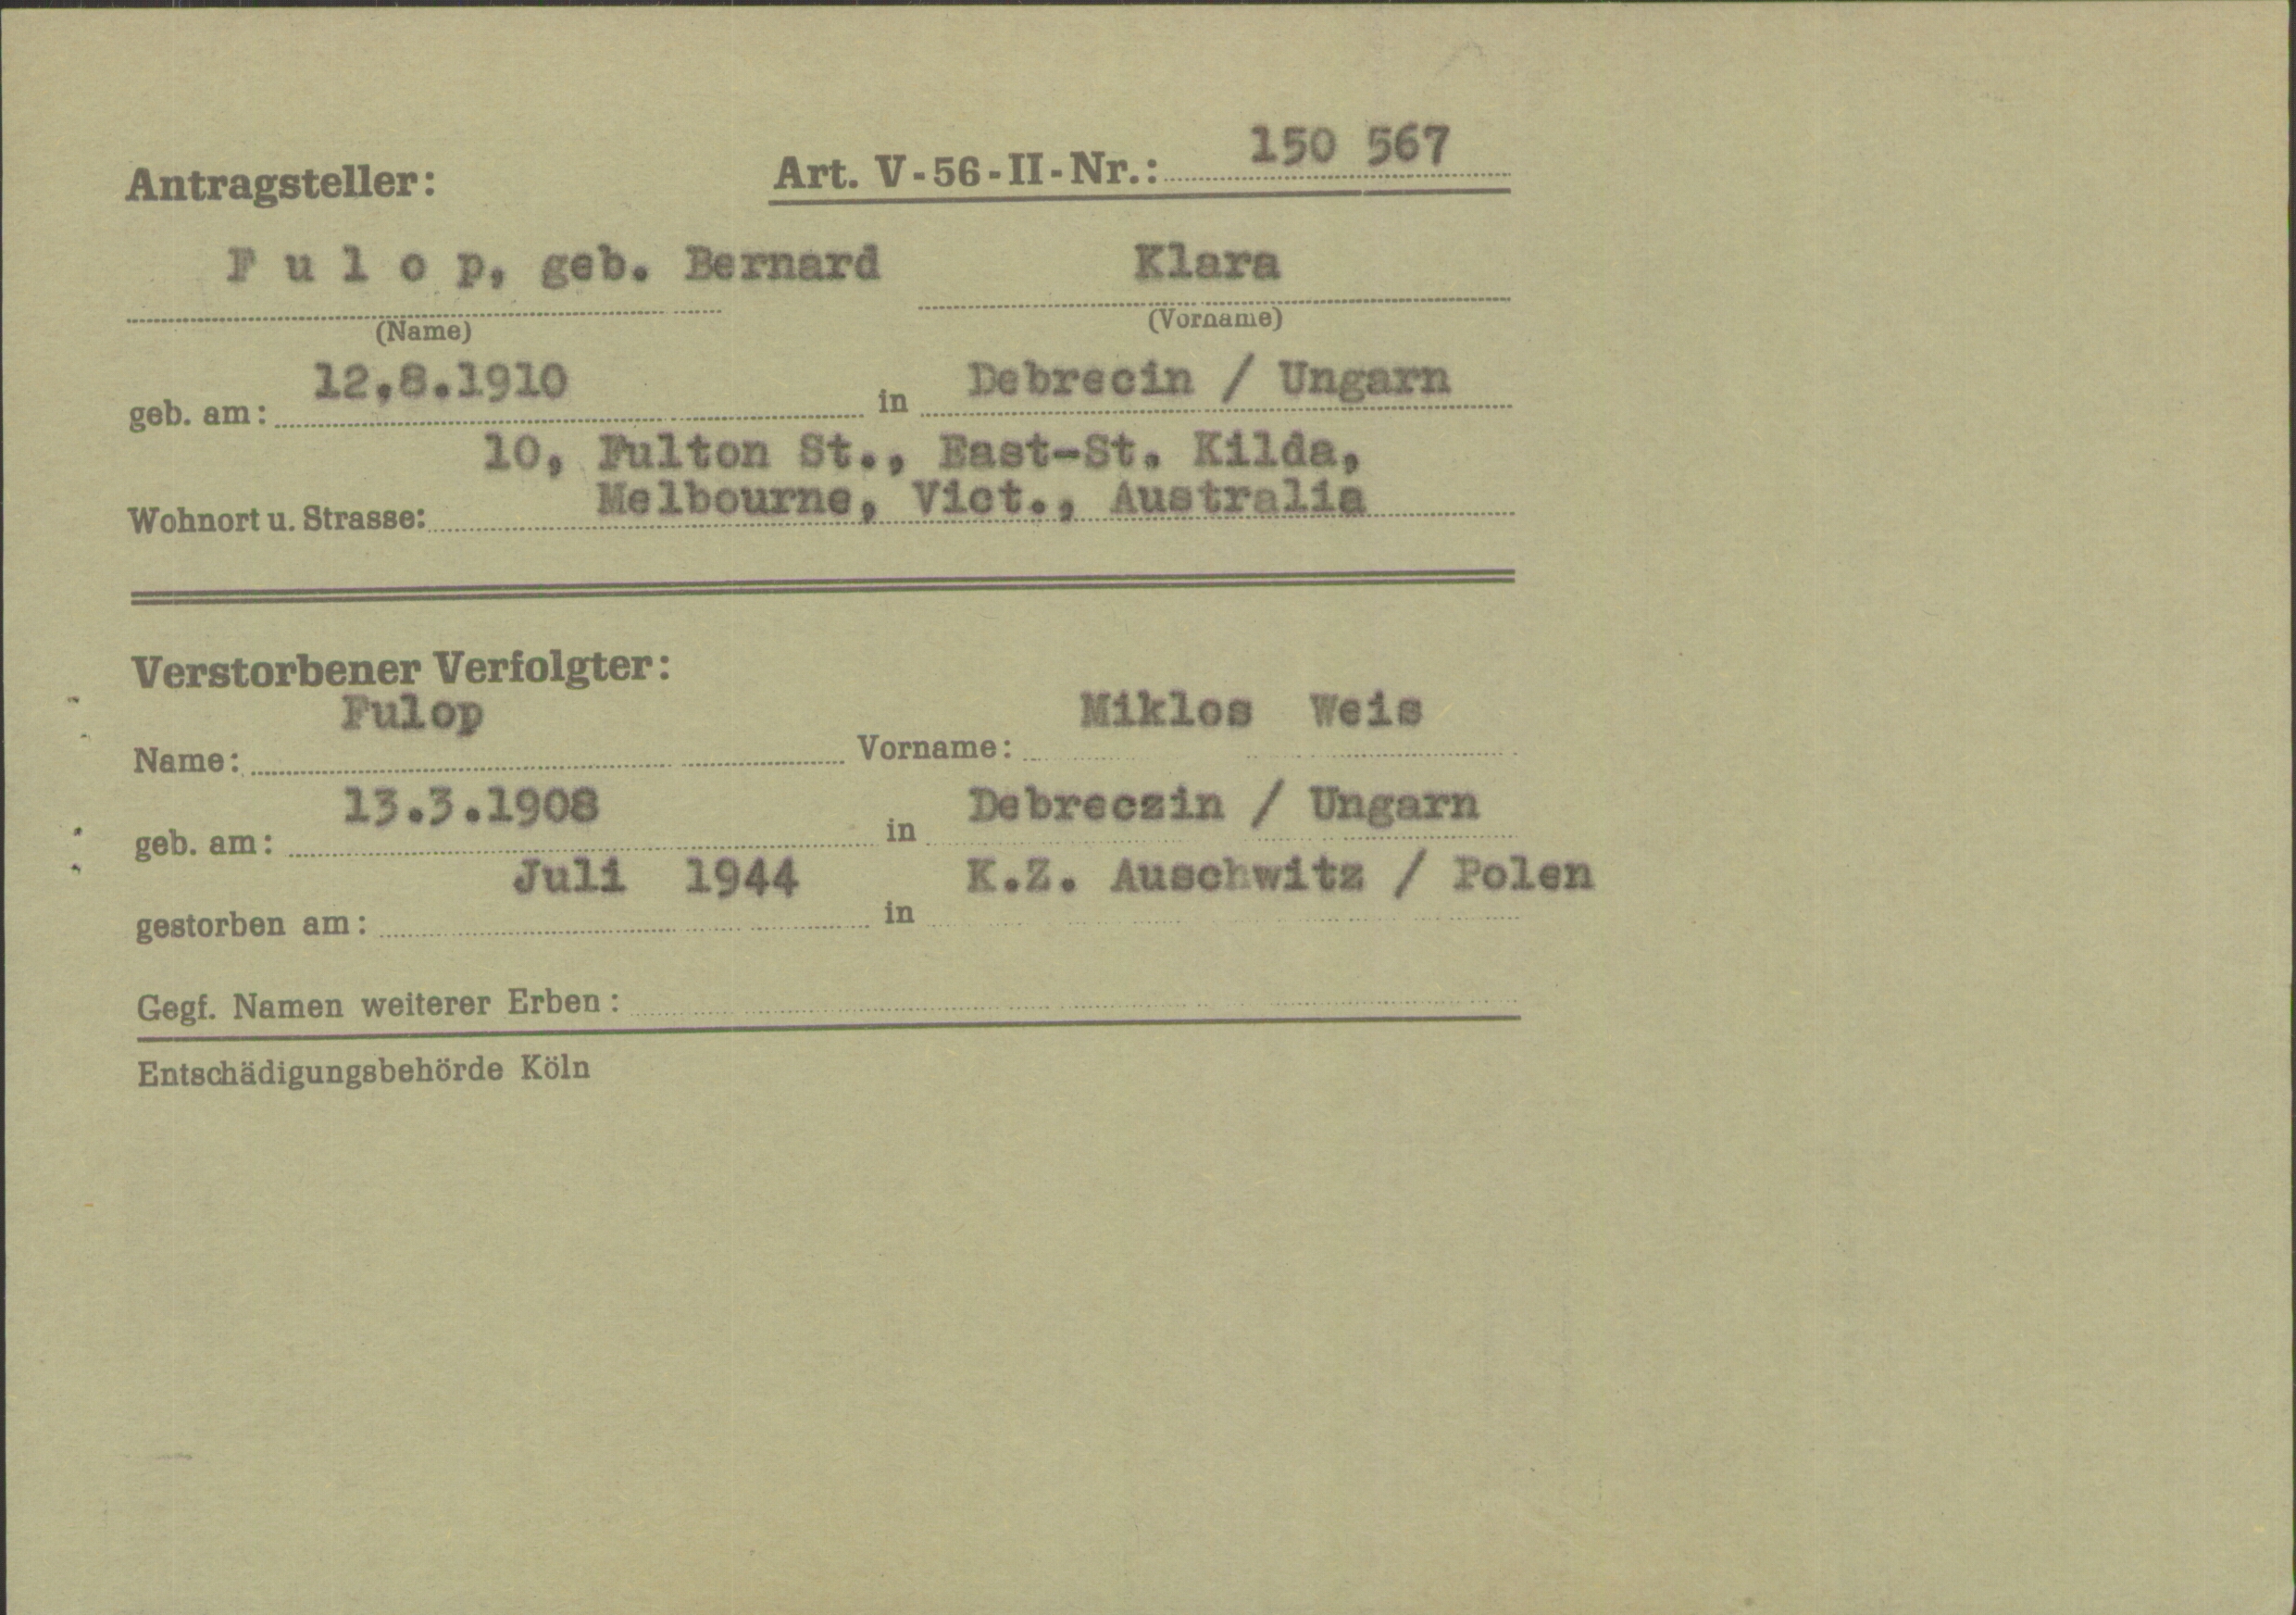 Antragsteller:
Art. V-56-II-Nr.: 150 567
F u l o p, geb. Bernard Klara
(Name) (Vorname)
geb. am: 12.8.1910 in Debrecin / Ungarn
10, Fulton St., East-St. Kilda,
Wohnort u. Strasse: Melbourne, Vict., Australia
Verstorbener Verfolgter:
Name: Fulop Vorname: Miklos Weis
geb. am: 13.3.1908 in Debreczin / Ungarn
gestorben am: Juli 1944 in K.Z. Auschwitz / Polen
Gegf. Namen weiterer Erben:
Entschädigungsbehörde Köln